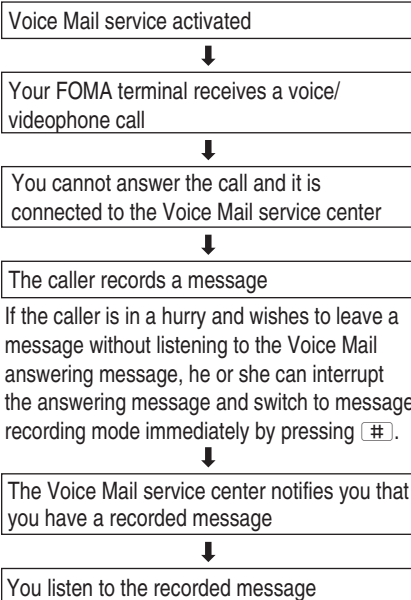 Voice Mail service activated
Your FOMA terminal receives a voice/
videophone call
You cannot answer the call and it is
connected to the Voice Mail service center
The caller records a message
If the caller is in a hurry and wishes to leave a
message without listening to the Voice Mail
answering message, he or she can interrupt
the answering message and switch to message
recording mode immediately by pressing #.
The Voice Mail service center notifies you that
you have a recorded message
You listen to the recorded message